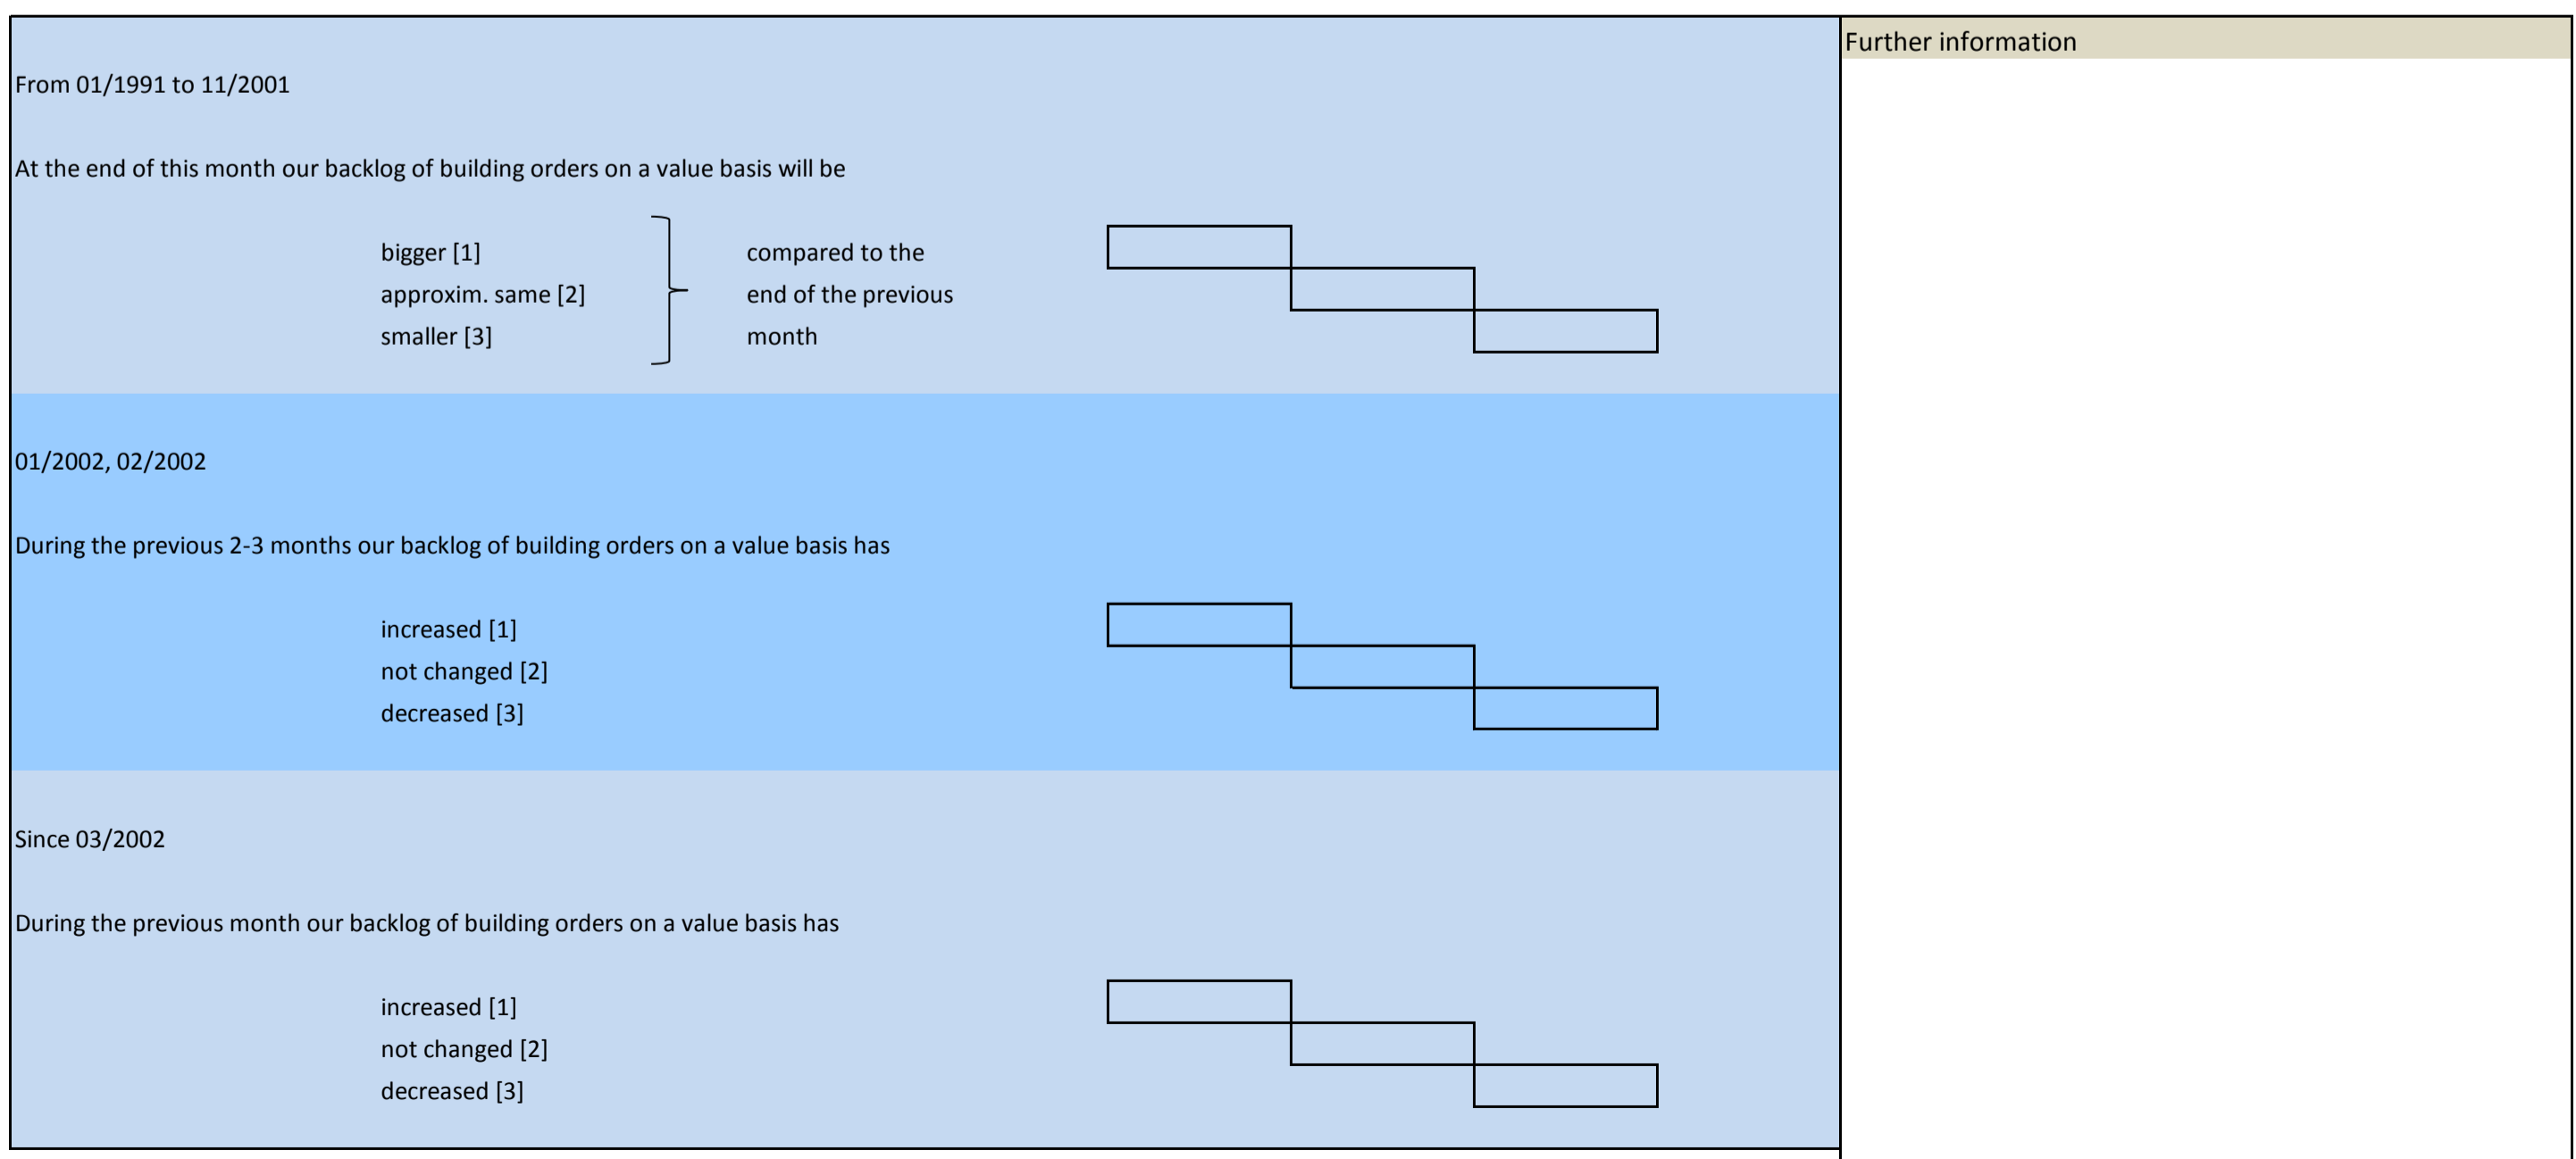 Further information
From 01/1991 to 11/2001
At the end of this month our backlog of building orders on a value basis will be
bigger [1] compared to the
approxim. same [2] end of the previous
smaller [3] month
01/2002, 02/2002
During the previous 2-3 months our backlog of building orders on a value basis has
increased [1]
not changed [2]
decreased [3]
Since 03/2002
During the previous month our backlog of building orders on a value basis has
increased [1]
not changed [2]
decreased [3]